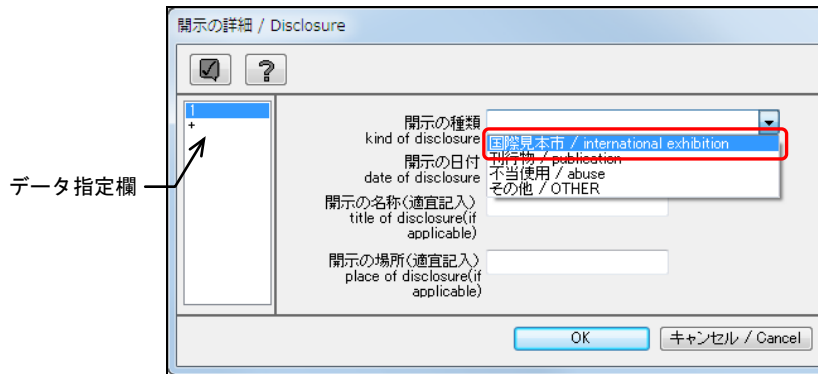 開示の詳細 / Disclosure
?
1
+
データ指定欄
開示の種類
kind of disclosure
国際見本市 / international exhibition
刊行物 / publication
不当使用 / abuse
その他 / OTHER
開示の日付
date of disclosure
開示の名称(適宜記入)
title of disclosure(if
applicable)
開示の場所(適宜記入)
place of disclosure(if
applicable)
OK
キャンセル / Cancel